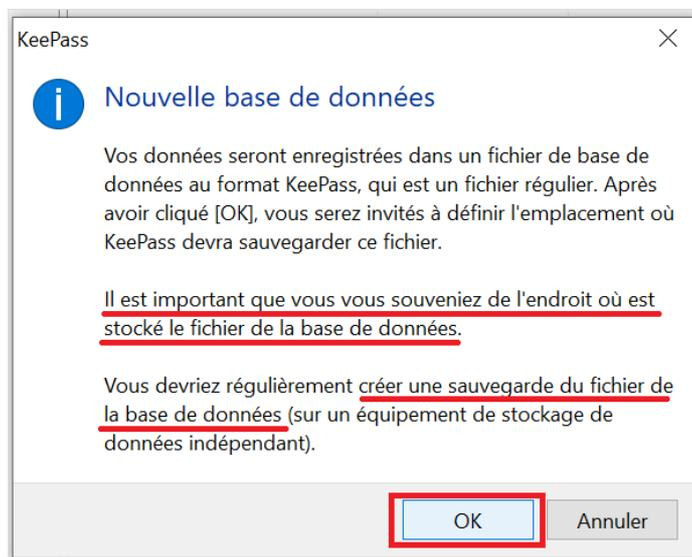 KeePass
Nouvelle base de données
Vos données seront enregistrées dans un fichier de base de
données au format KeePass, qui est un fichier régulier. Après
avoir cliqué [OK], vous serez invités à définir l'emplacement où
KeePass devra sauvegarder ce fichier.
Il est important que vous vous souveniez de l'endroit où est
stocké le fichier de la base de données.
Vous devriez régulièrement créer une sauvegarde du fichier de
la base de données (sur un équipement de stockage de
données indépendant).
OK
Annuler